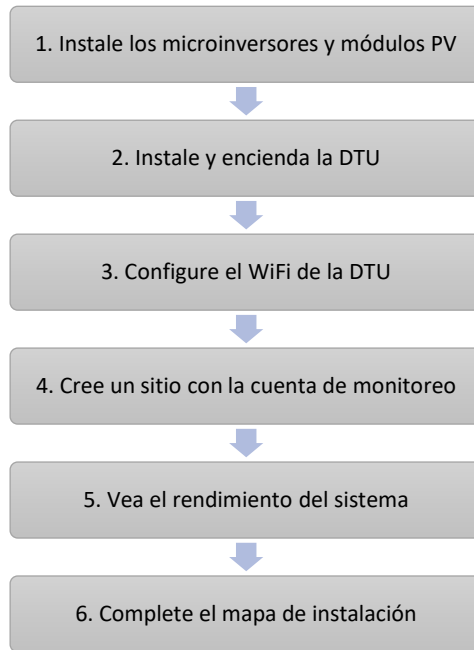 1. Instale los microinversores y módulos PV
2. Instale y encienda la DTU
3. Configure el WiFi de la DTU
4. Cree un sitio con la cuenta de monitoreo
5. Vea el rendimiento del sistema
6. Complete el mapa de instalación